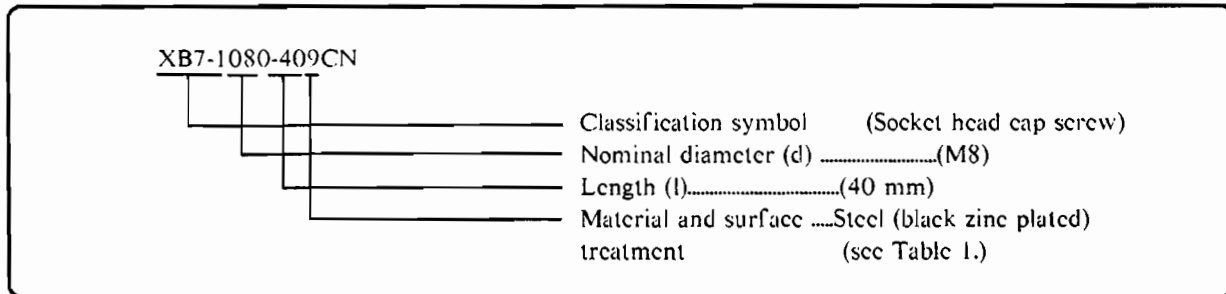 XB7-1080-409CN
Classification symbol (Socket head cap screw)
Nominal diameter (d) ..........................(M8)
Length (l)..................................(40 mm)
Material and surface .....Steel (black zinc plated)
treatment (see Table 1.)